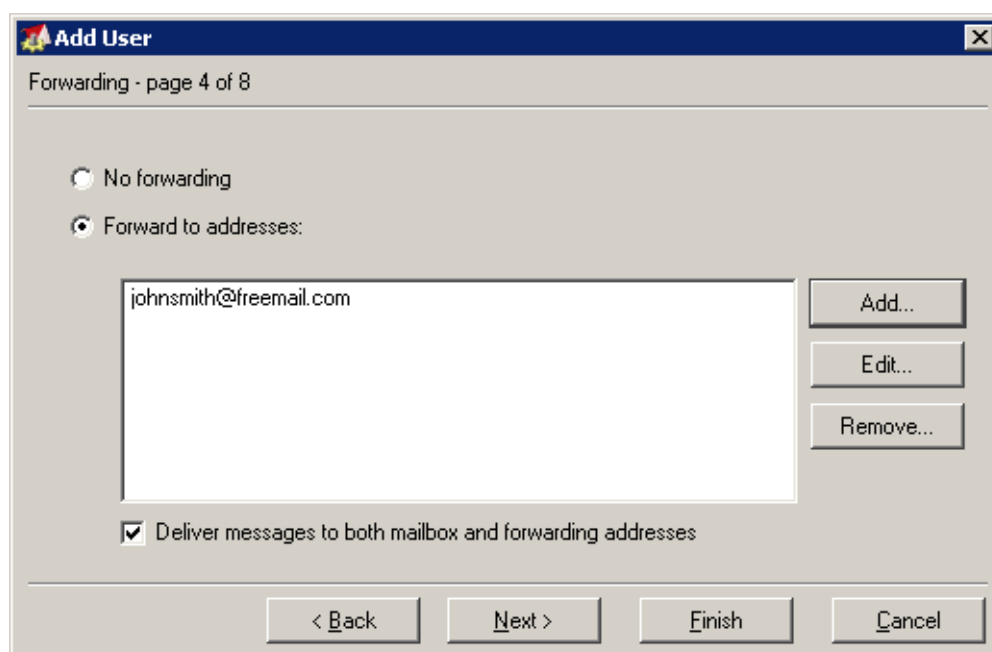 Add User
Forwarding - page 4 of 8
No forwarding
Forward to addresses:
johnsmith@freemail.com
Add...
Edit...
Remove...
Deliver messages to both mailbox and forwarding addresses
< Back
Next >
Finish
Cancel